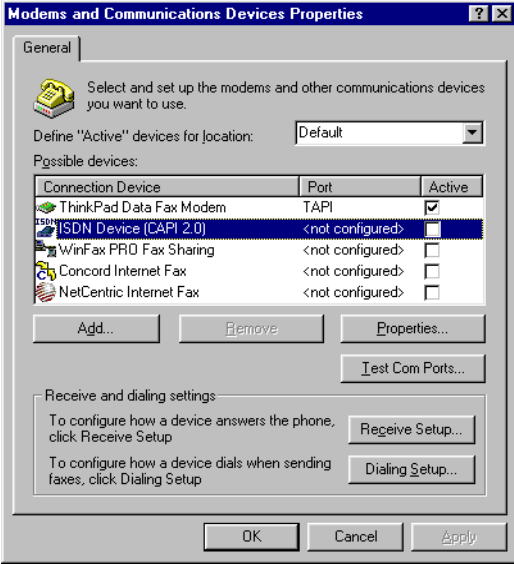 Modems and Communications Devices Properties
General
Select and set up the modems and other communications devices
you want to use.
Define "Active" devices for location: Default
Possible devices:
Connection Device Port Active
ThinkPad Data Fax Modem TAPI
ISDN Device (CAPI 2.0) <not configured>
WinFax PRO Fax Sharing <not configured>
Concord Internet Fax <not configured>
NetCentric Internet Fax <not configured>
Add... Remove Properties...
Test Com Ports...
Receive and dialing settings
To configure how a device answers the phone,
click Receive Setup
Receive Setup...
To configure how a device dials when sending
faxes, click Dialing Setup
Dialing Setup...
OK Cancel Apply